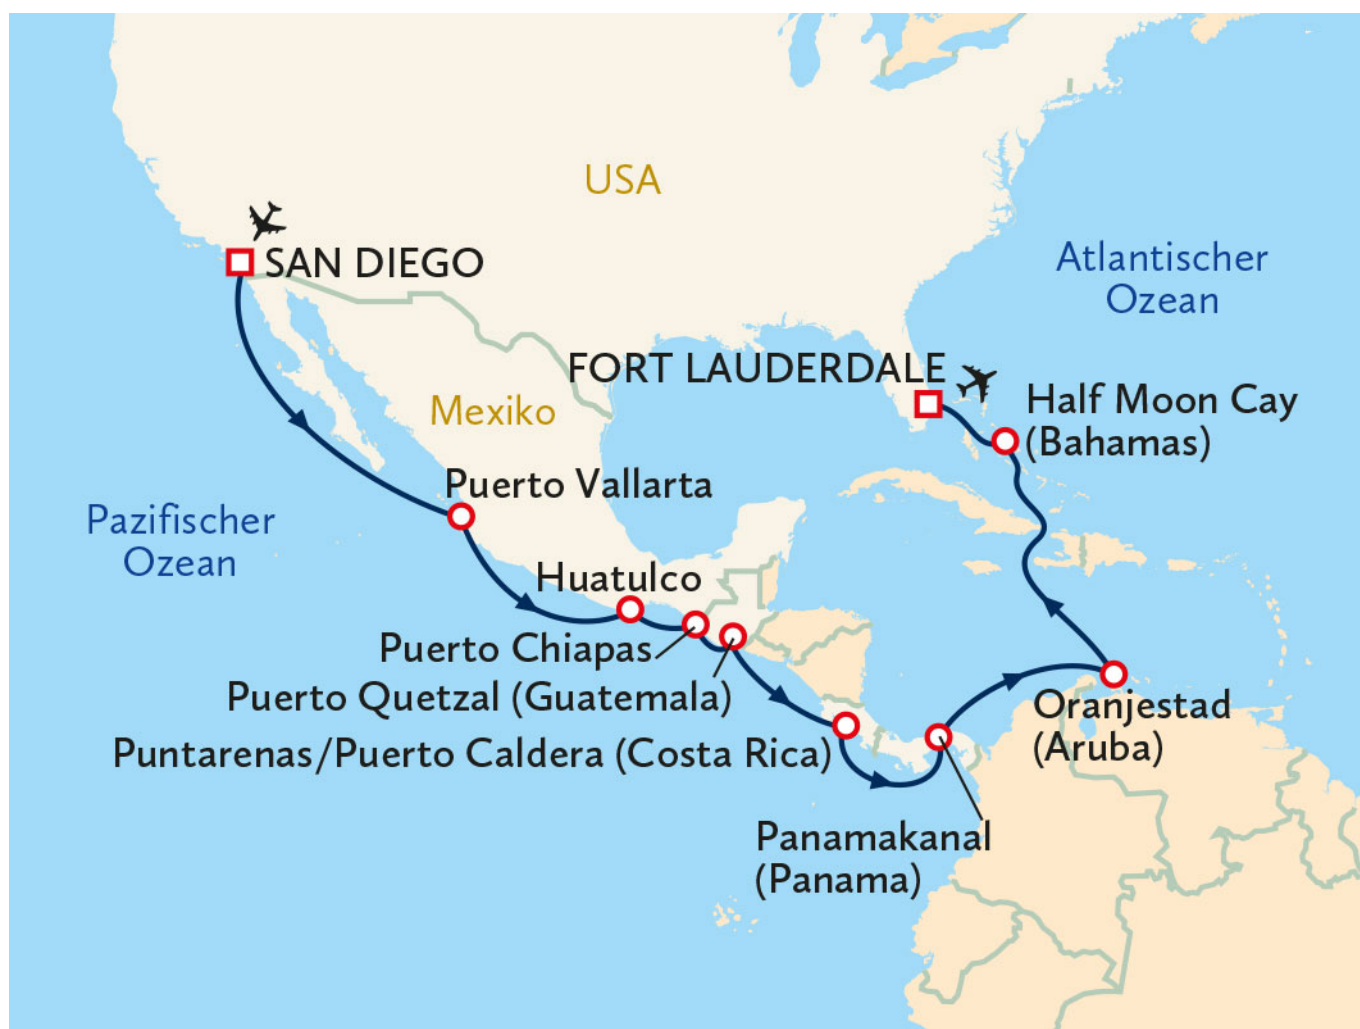 USA
SAN DIEGO
Atlantischer
Ozean
FORT LAUDERDALE
Mexiko
Half Moon Cay
(Bahamas)
Puerto Vallarta
Pazifischer
Ozean
Huatulco
Puerto Chiapas
Puerto Quetzal (Guatemala)
Oranjestad
(Aruba)
Puntarenas/Puerto Caldera (Costa Rica)
Panamakanal
(Panama)